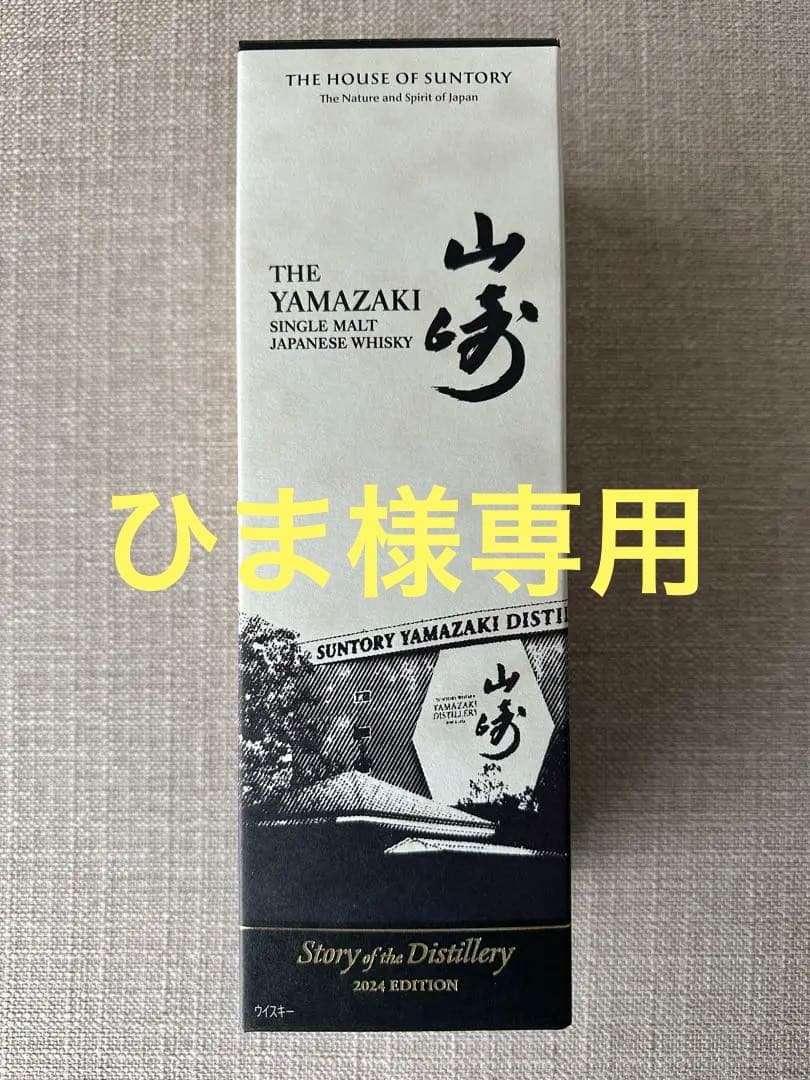 THE HOUSE OF SUNTORY
The Nature and Spirit of Japan
THE
YAMAZAKI
SINGLE MALT
JAPANESE WHISKY
山崎
ひま様専用
SUNTORY YAMAZAKI DISTIL
山崎
YAMAZAKI
DISTILLERY
Story of the Distillery
2024 EDITION
ウイスキー